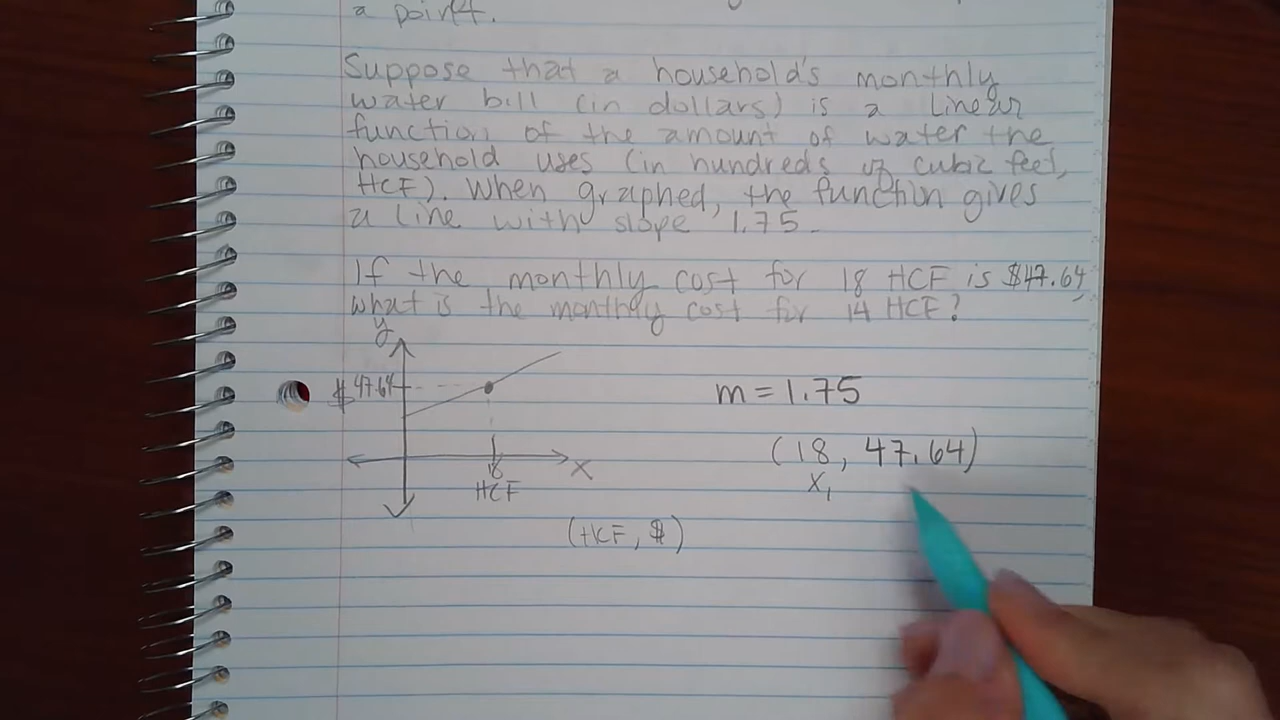 a point.
Suppose that a household's monthly
water bill (in dollars) is a linear
function of the amount of water the
household uses (in hundreds of cubic feet,
HCF). When graphed, the function gives
a line with slope 1.75.
If the monthly cost for 18 HCF is $47.64,
what is the monthly cost for 14 HCF?
y
$47.64
m = 1.75
(18, 47.64)
x
18
x₁
HCF
(HCF, $)